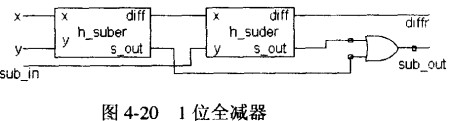 x x diff x diff
diffr
h_suber h_suder
y y s_out y s_out
sub_in sub_out
图 4-20 1 位全减器